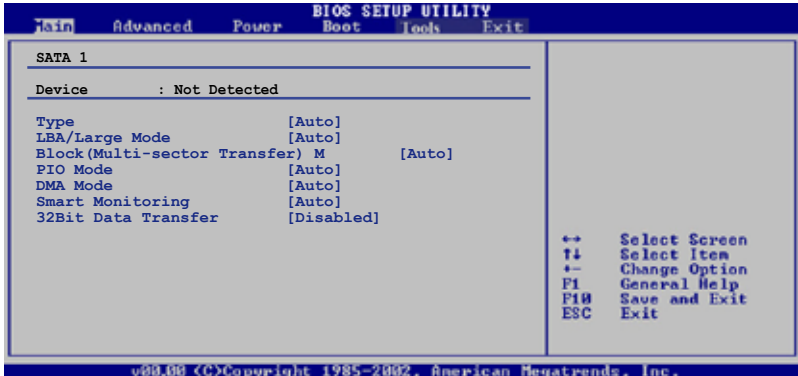 BIOS SETUP UTILITY
Main Advanced Power Boot Tools Exit
SATA 1
Device : Not Detected
Type [Auto]
LBA/Large Mode [Auto]
Block(Multi-sector Transfer) M [Auto]
PIO Mode [Auto]
DMA Mode [Auto]
Smart Monitoring [Auto]
32Bit Data Transfer [Disabled]
↔ Select Screen
↑↓ Select Item
+- Change Option
F1 General Help
F10 Save and Exit
ESC Exit
v00.00 (C)Copyright 1985-2002, American Megatrends, Inc.